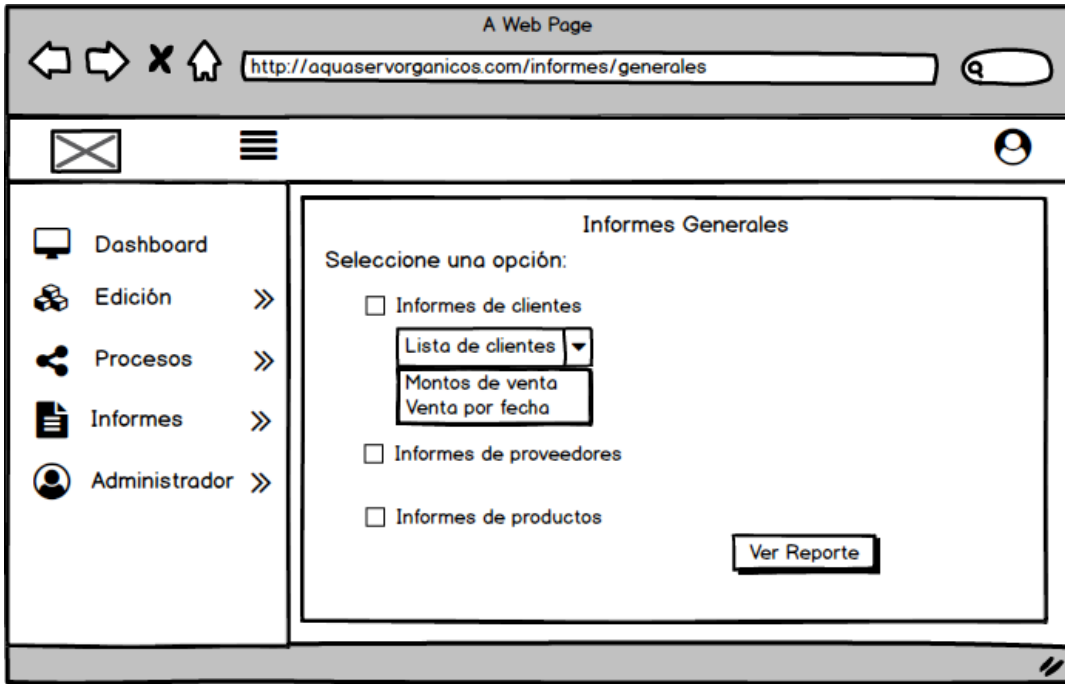 A Web Page
http://aquaservorganicos.com/informes/generales
Dashboard
Edición
Procesos
Informes
Administrador
Informes Generales
Seleccione una opción:
Informes de clientes
Lista de clientes
Montos de venta
Venta por fecha
Informes de proveedores
Informes de productos
Ver Reporte